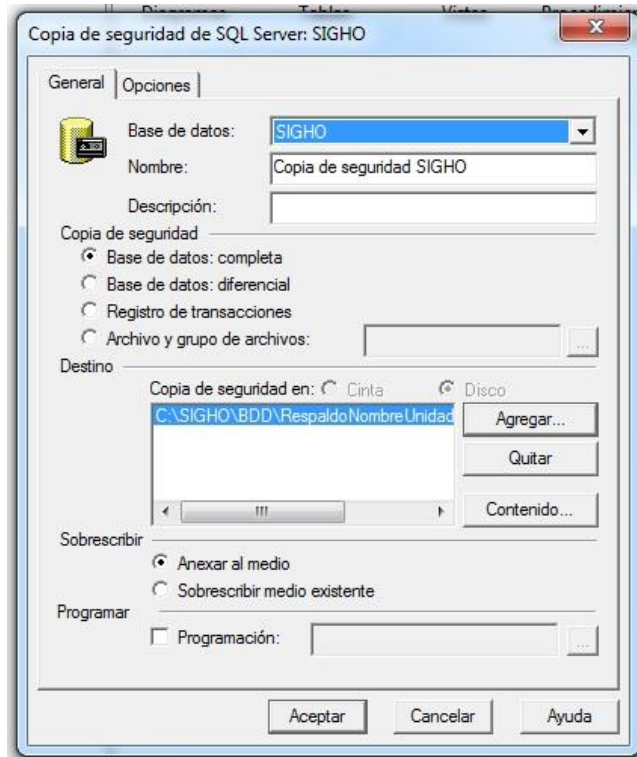 Diagramas Tablas Vistas
Copia de seguridad de SQL Server: SIGHO
General Opciones
Base de datos: SIGHO
Nombre: Copia de seguridad SIGHO
Descripción:
Copia de seguridad
Base de datos: completa
Base de datos: diferencial
Registro de transacciones
Archivo y grupo de archivos: ...
Destino
Copia de seguridad en: Cinta Disco
C:\SIGHO\BDD\RespaldoNombreUnidad
Agregar...
Quitar
Contenido...
Sobrescribir
Anexar al medio
Sobrescribir medio existente
Programar
Programación: ...
Aceptar Cancelar Ayuda